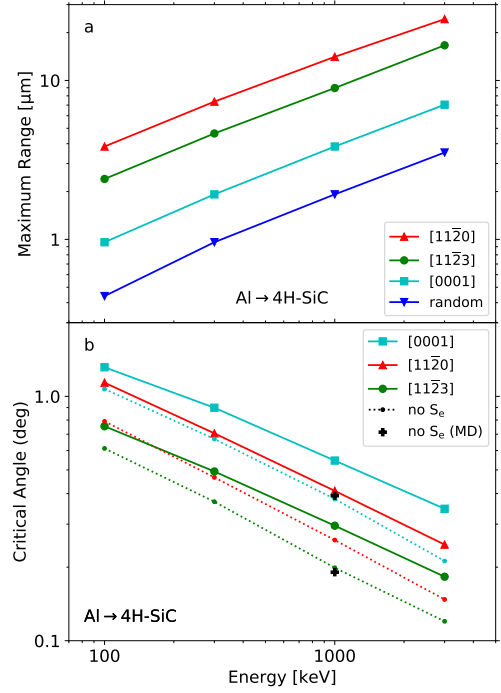 a
Maximum Range [μm]
10
1
[112̅0]
[112̅3]
[0001]
random
Al→4H-SiC
b
Critical Angle (deg)
1.0
0.1
[0001]
[112̅0]
[112̅3]
no Sₑ
no Sₑ (MD)
Al→4H-SiC
100
1000
Energy [keV]